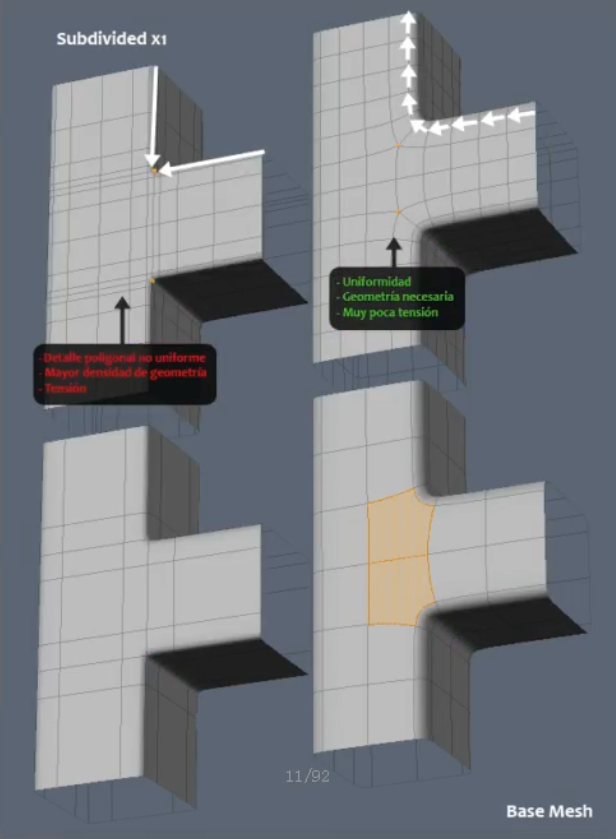 Subdivided x1
- Uniformidad
- Geometría necesaria
- Muy poca tensión
- Detalle poligonal no uniforme
- Mayor densidad de geometría
- Tensión
11/92
Base Mesh